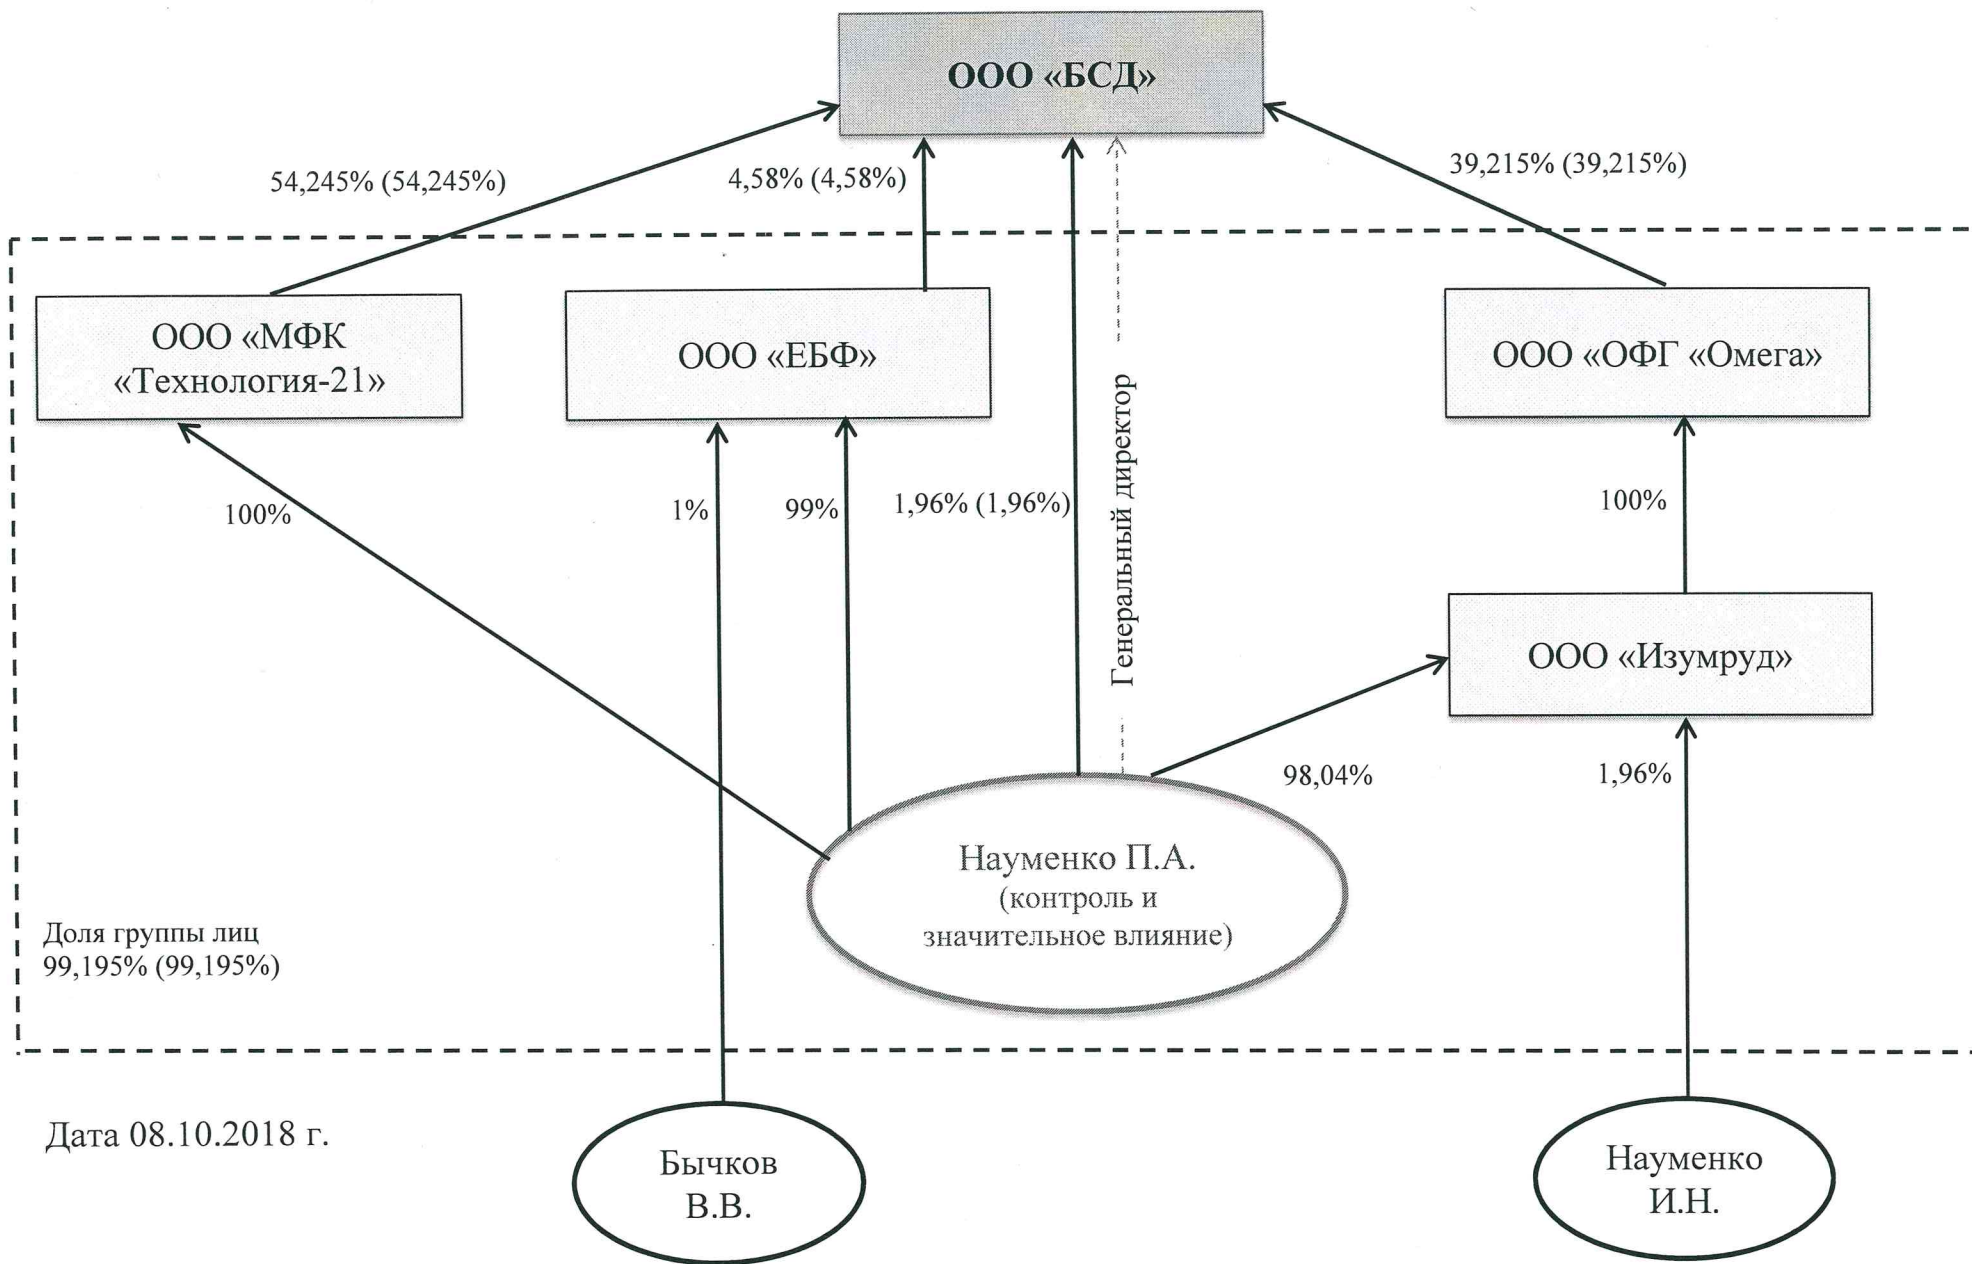 ООО «БСД»
54,245% (54,245%)
4,58% (4,58%)
39,215% (39,215%)
ООО «МФК
«Технология-21»
ООО «ЕБФ»
ООО «ОФГ «Омега»
Генеральный директор
100%
1%
99%
1,96% (1,96%)
100%
ООО «Изумруд»
98,04%
1,96%
Науменко П.А.
(контроль и
значительное влияние)
Доля группы лиц
99,195% (99,195%)
Дата 08.10.2018 г.
Бычков
В.В.
Науменко
И.Н.